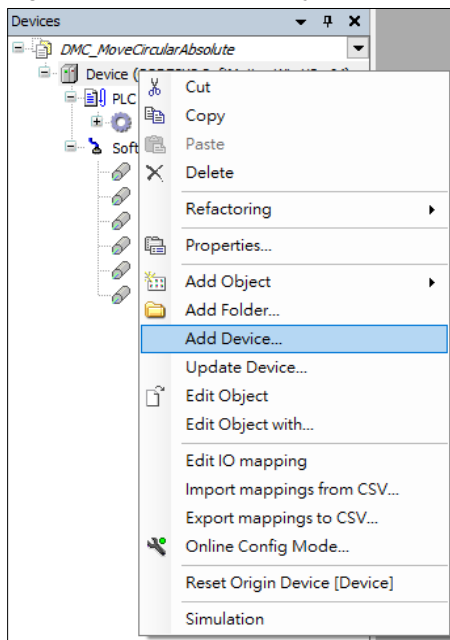 Devices
DMC_MoveCircularAbsolute
Device (
PLC
Soft
Cut
Copy
Paste
Delete
Refactoring
Properties...
Add Object
Add Folder...
Add Device...
Update Device...
Edit Object
Edit Object with...
Edit IO mapping
Import mappings from CSV...
Export mappings to CSV...
Online Config Mode...
Reset Origin Device [Device]
Simulation